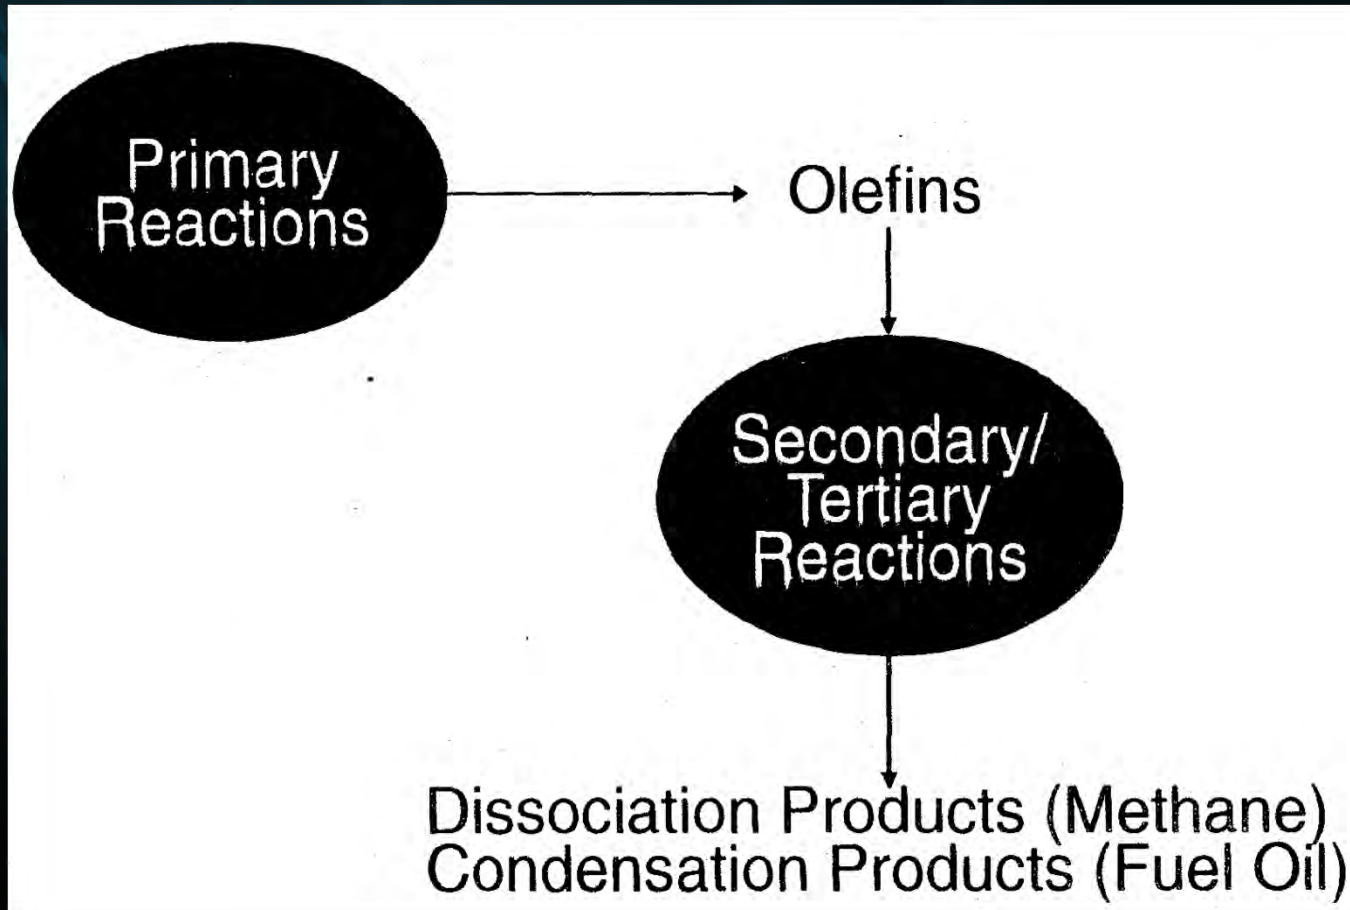 Primary
Reactions
Olefins
Secondary/
Tertiary
Reactions
Dissociation Products (Methane)
Condensation Products (Fuel Oil)